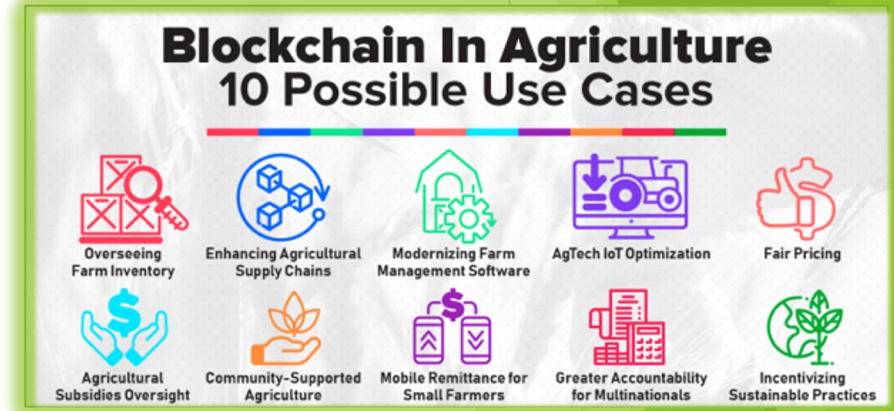 Blockchain In Agriculture
10 Possible Use Cases
Overseeing
Farm Inventory
Enhancing Agricultural
Supply Chains
Modernizing Farm
Management Software
AgTech IoT Optimization
Fair Pricing
Agricultural
Subsidies Oversight
Community-Supported
Agriculture
Mobile Remittance for
Small Farmers
Greater Accountability
for Multinationals
Incentivizing
Sustainable Practices